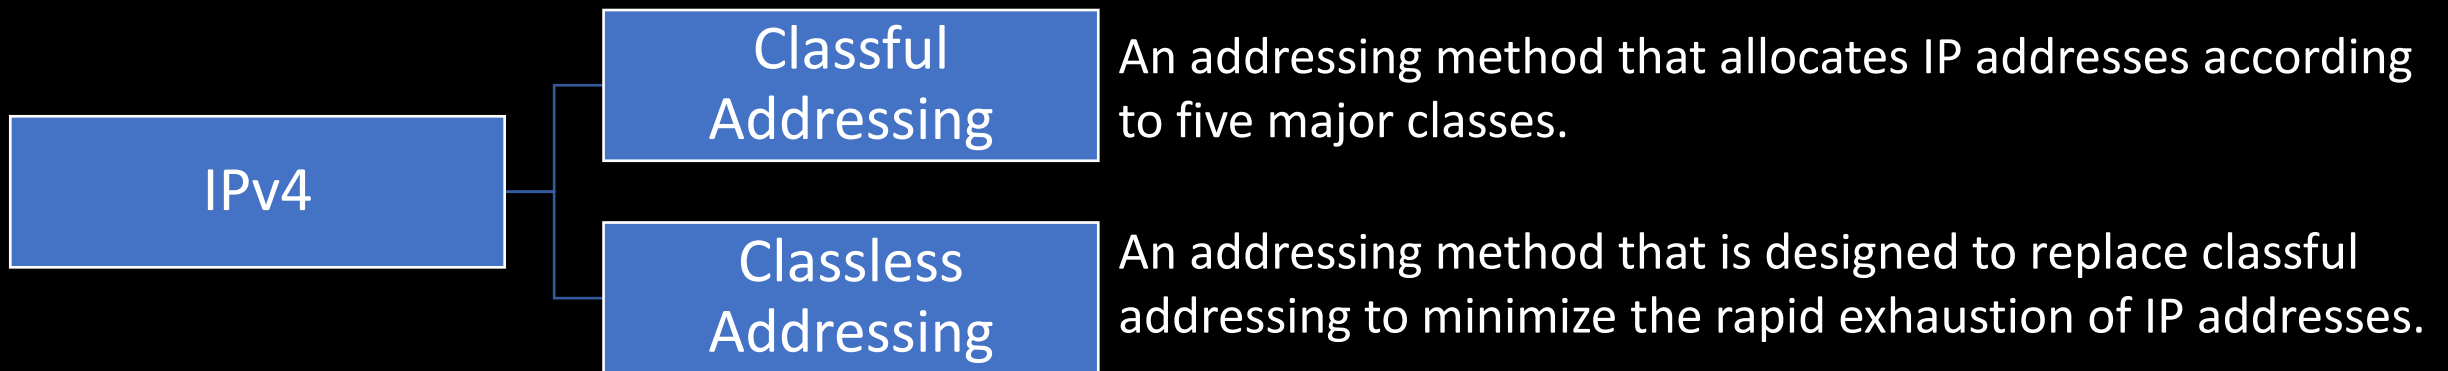 IPv4
Classful
Addressing
An addressing method that allocates IP addresses according
to five major classes.
Classless
Addressing
An addressing method that is designed to replace classful
addressing to minimize the rapid exhaustion of IP addresses.